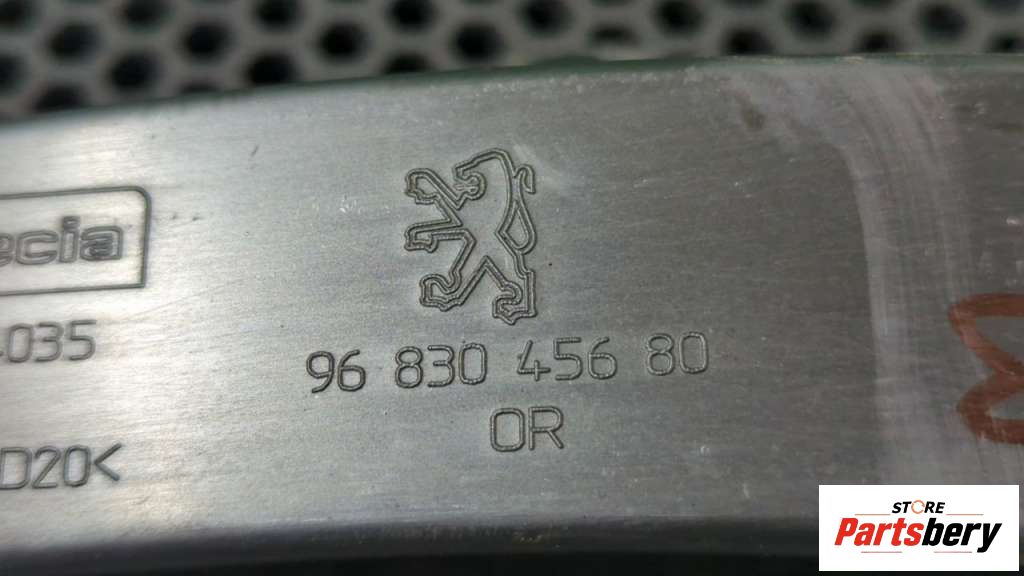 ecia
035
D20<
96 830 456 80
OR
STORE
Partsbery